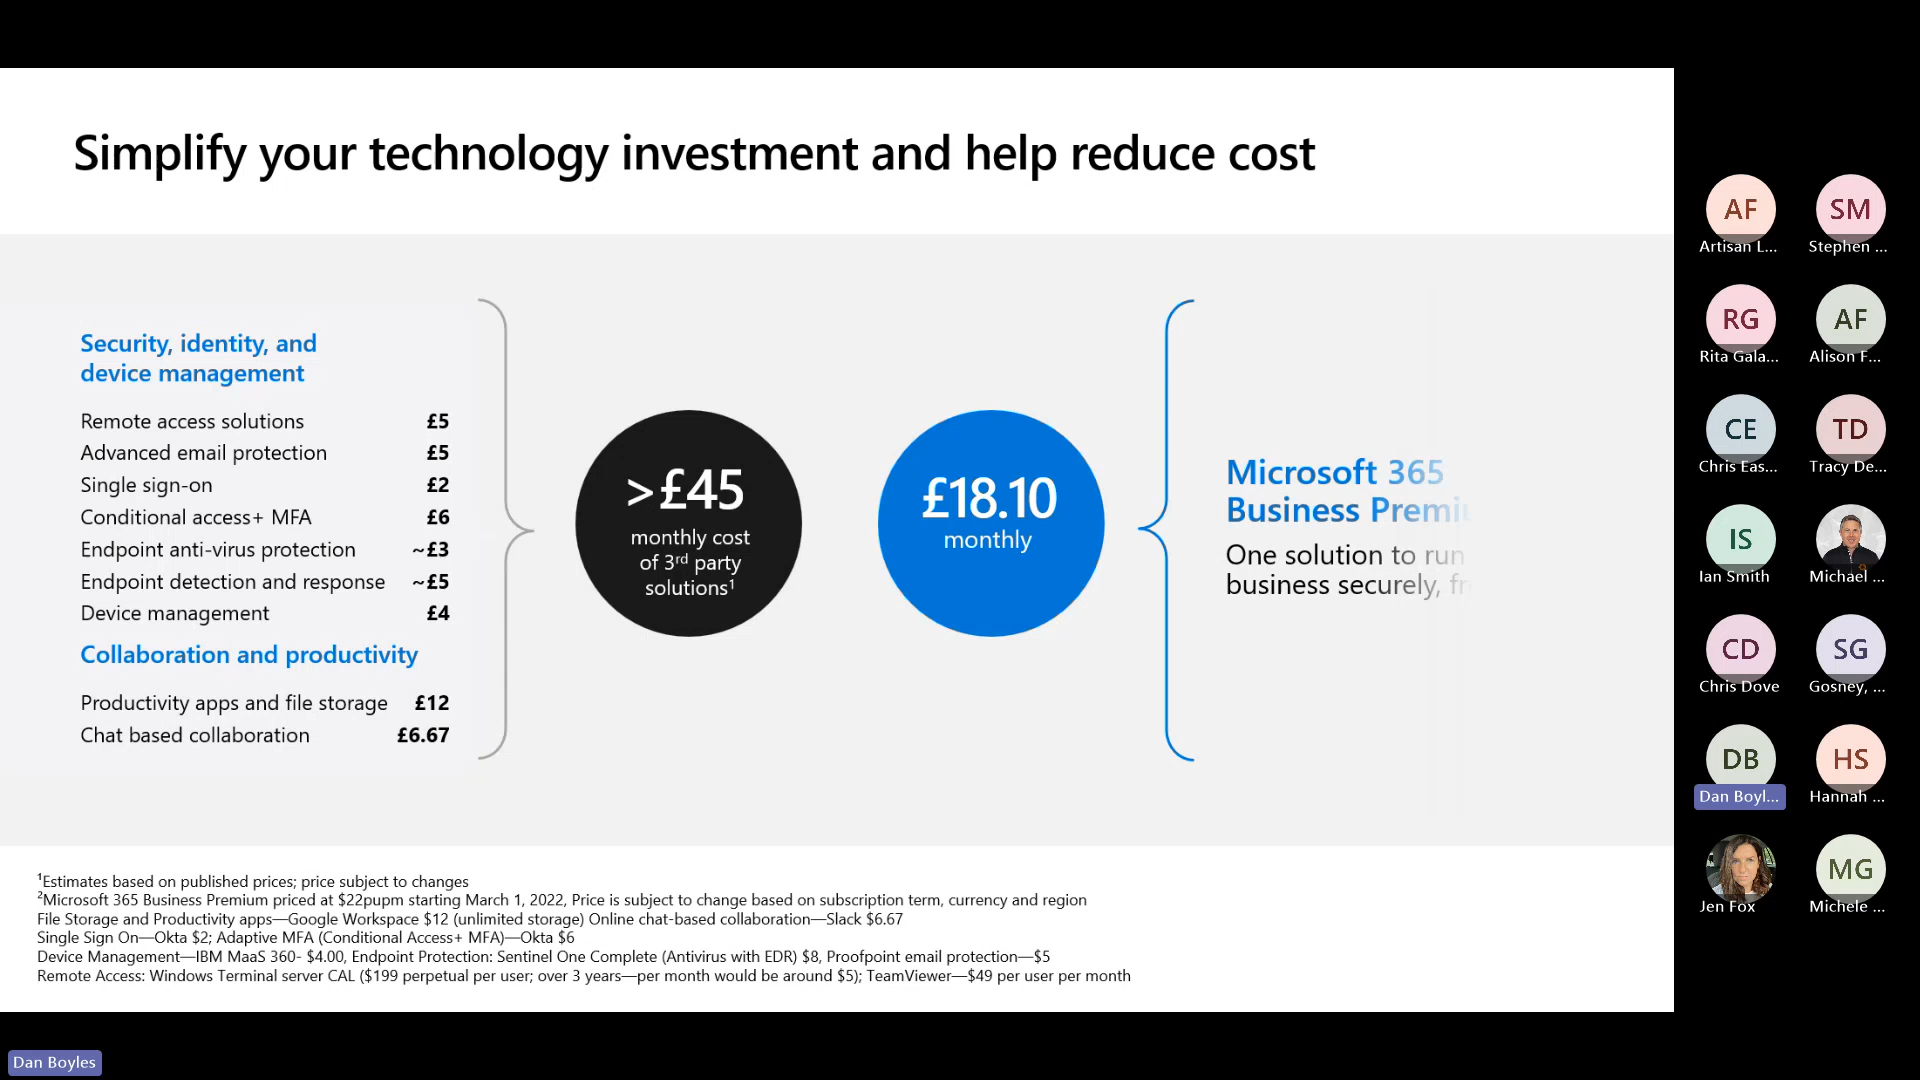 Simplify your technology investment and help reduce cost
Security, identity, and
device management
Remote access solutions £5
Advanced email protection £5
Single sign-on £2
Conditional access+ MFA £6
Endpoint anti-virus protection ~£3
Endpoint detection and response ~£5
Device management £4
Collaboration and productivity
Productivity apps and file storage £12
Chat based collaboration £6.67
>£45
monthly cost
of 3rd party
solutions¹
£18.10
monthly
Microsoft 365
Business Premiu
One solution to run
business securely, fr
¹Estimates based on published prices; price subject to changes
²Microsoft 365 Business Premium priced at $22pupm starting March 1, 2022, Price is subject to change based on subscription term, currency and region
File Storage and Productivity apps—Google Workspace $12 (unlimited storage) Online chat-based collaboration—Slack $6.67
Single Sign On—Okta $2; Adaptive MFA (Conditional Access+ MFA)—Okta $6
Device Management—IBM MaaS 360- $4.00, Endpoint Protection: Sentinel One Complete (Antivirus with EDR) $8, Proofpoint email protection—$5
Remote Access: Windows Terminal server CAL ($199 perpetual per user; over 3 years—per month would be around $5); TeamViewer—$49 per user per month
AF SM
Artisan L... Stephen ...
RG AF
Rita Gala... Alison F...
CE TD
Chris Eas... Tracy De...
IS
Ian Smith Michael ...
CD SG
Chris Dove Gosney, ...
DB HS
Dan Boyl... Hannah ...
MG
Jen Fox Michele ...
Dan Boyles